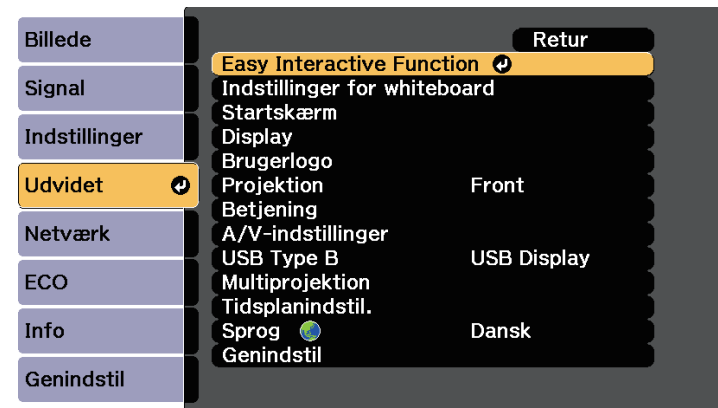 Billede
Signal
Indstillinger
Udvidet
Netværk
ECO
Info
Genindstil
Retur
Easy Interactive Function
Indstillinger for whiteboard
Startskærm
Display
Brugerlogo
Projektion Front
Betjening
A/V-indstillinger
USB Type B USB Display
Multiprojektion
Tidsplanindstil.
Sprog Dansk
Genindstil